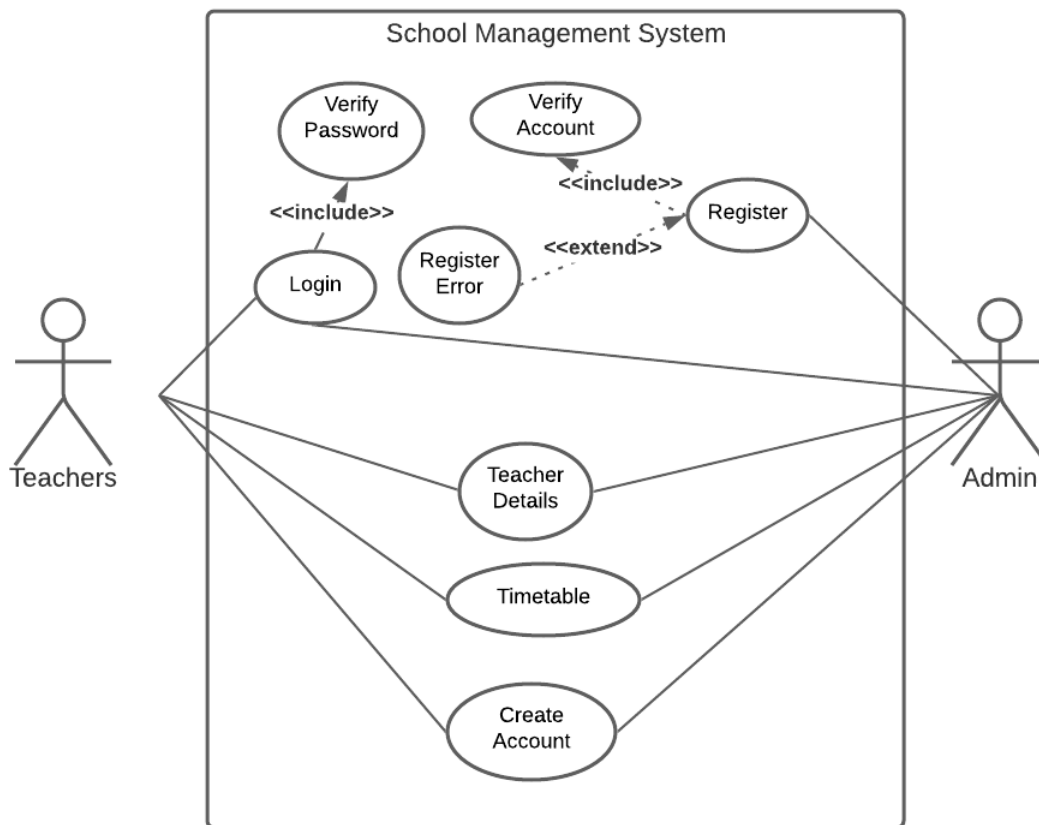 School Management System
Verify
Password
Verify
Account
<<include>>
<<include>>
Register
<<extend>>
Register
Error
Login
Teachers
Admin
Teacher
Details
Timetable
Create
Account